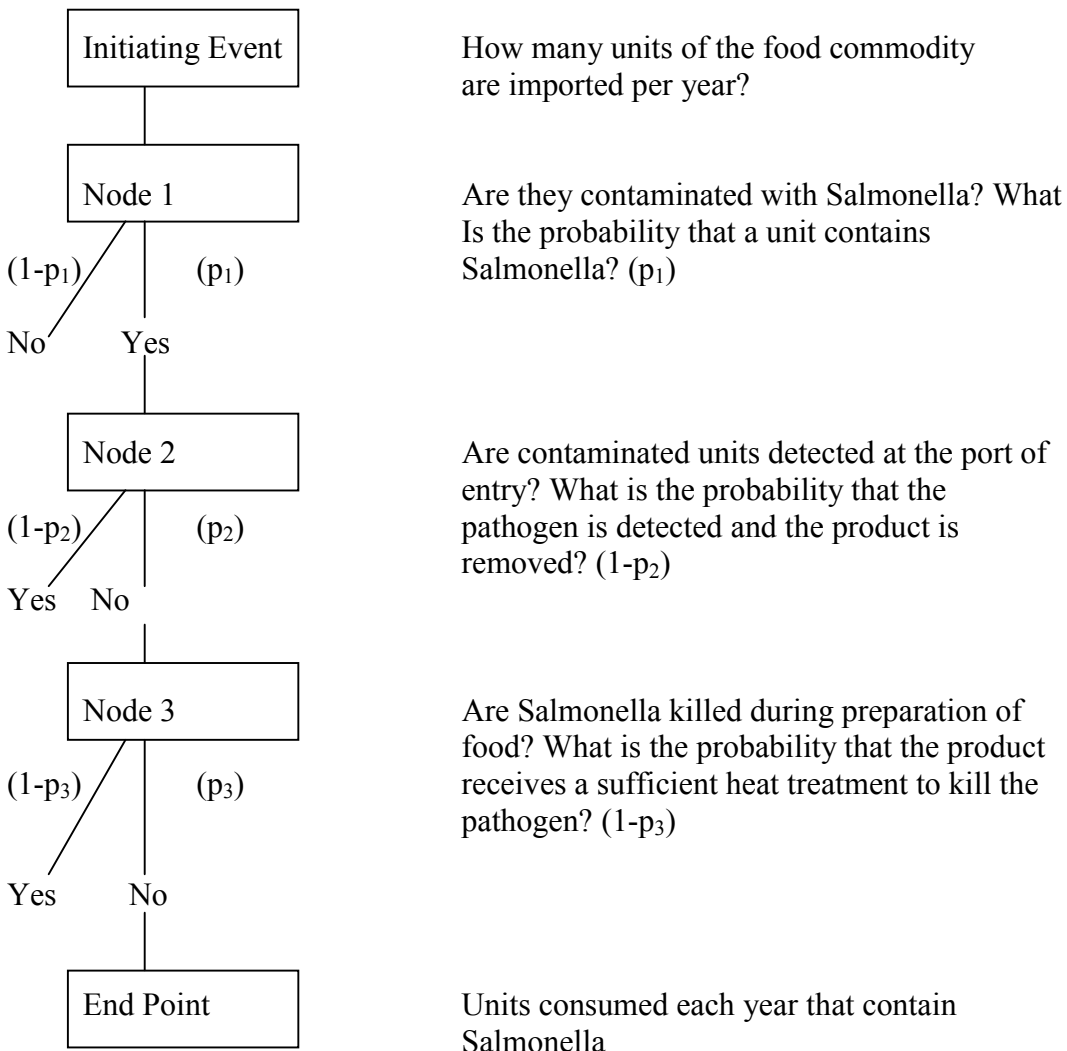 Initiating Event
How many units of the food commodity
are imported per year?
Node 1
Are they contaminated with Salmonella? What
Is the probability that a unit contains
Salmonella? (p₁)
(1-p₁)
(p₁)
No
Yes
Node 2
Are contaminated units detected at the port of
entry? What is the probability that the
pathogen is detected and the product is
removed? (1-p₂)
(1-p₂)
(p₂)
Yes
No
Node 3
Are Salmonella killed during preparation of
food? What is the probability that the product
receives a sufficient heat treatment to kill the
pathogen? (1-p₃)
(1-p₃)
(p₃)
Yes
No
End Point
Units consumed each year that contain
Salmonella